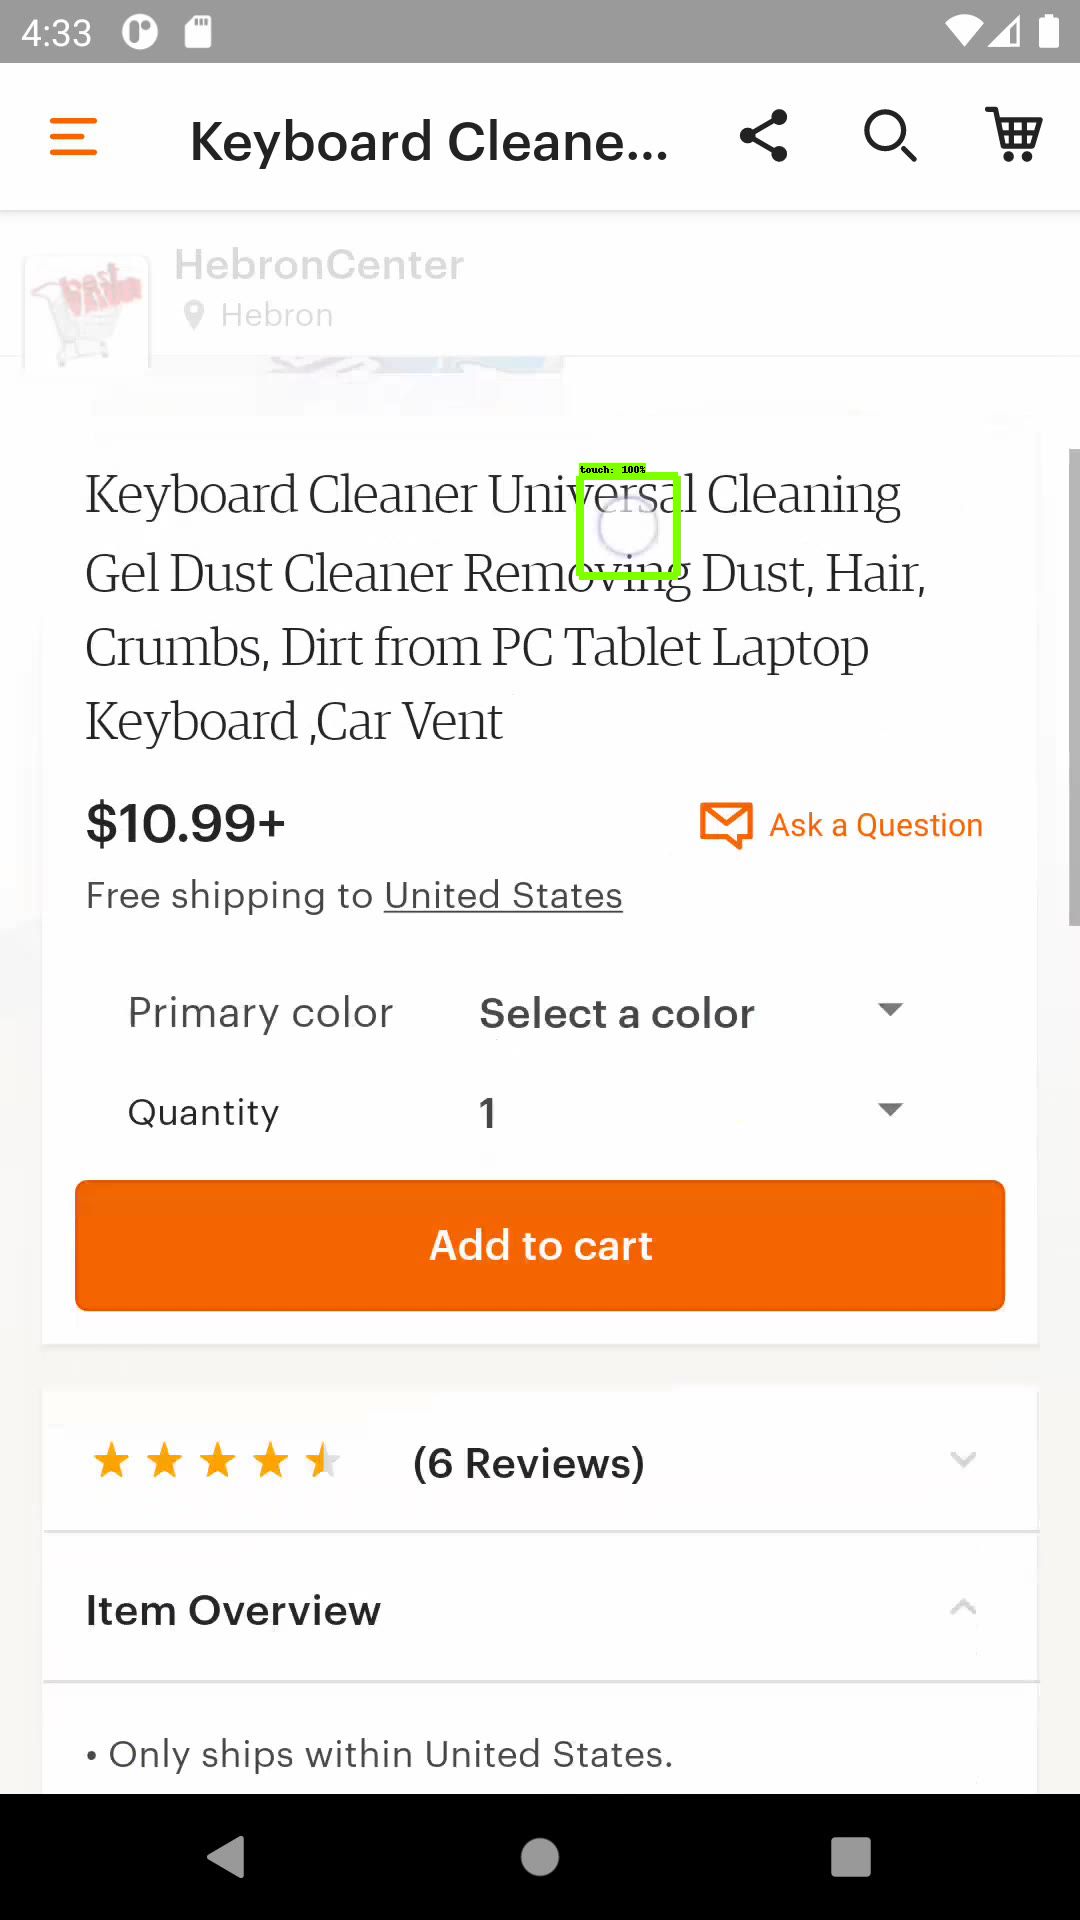 4:33
Keyboard Cleane...
HebronCenter
Hebron
touch: 100%
Keyboard Cleaner Universal Cleaning
Gel Dust Cleaner Removing Dust, Hair,
Crumbs, Dirt from PC Tablet Laptop
Keyboard ,Car Vent
$10.99+
Ask a Question
Free shipping to United States
Primary color
Select a color
Quantity
1
Add to cart
(6 Reviews)
Item Overview
• Only ships within United States.